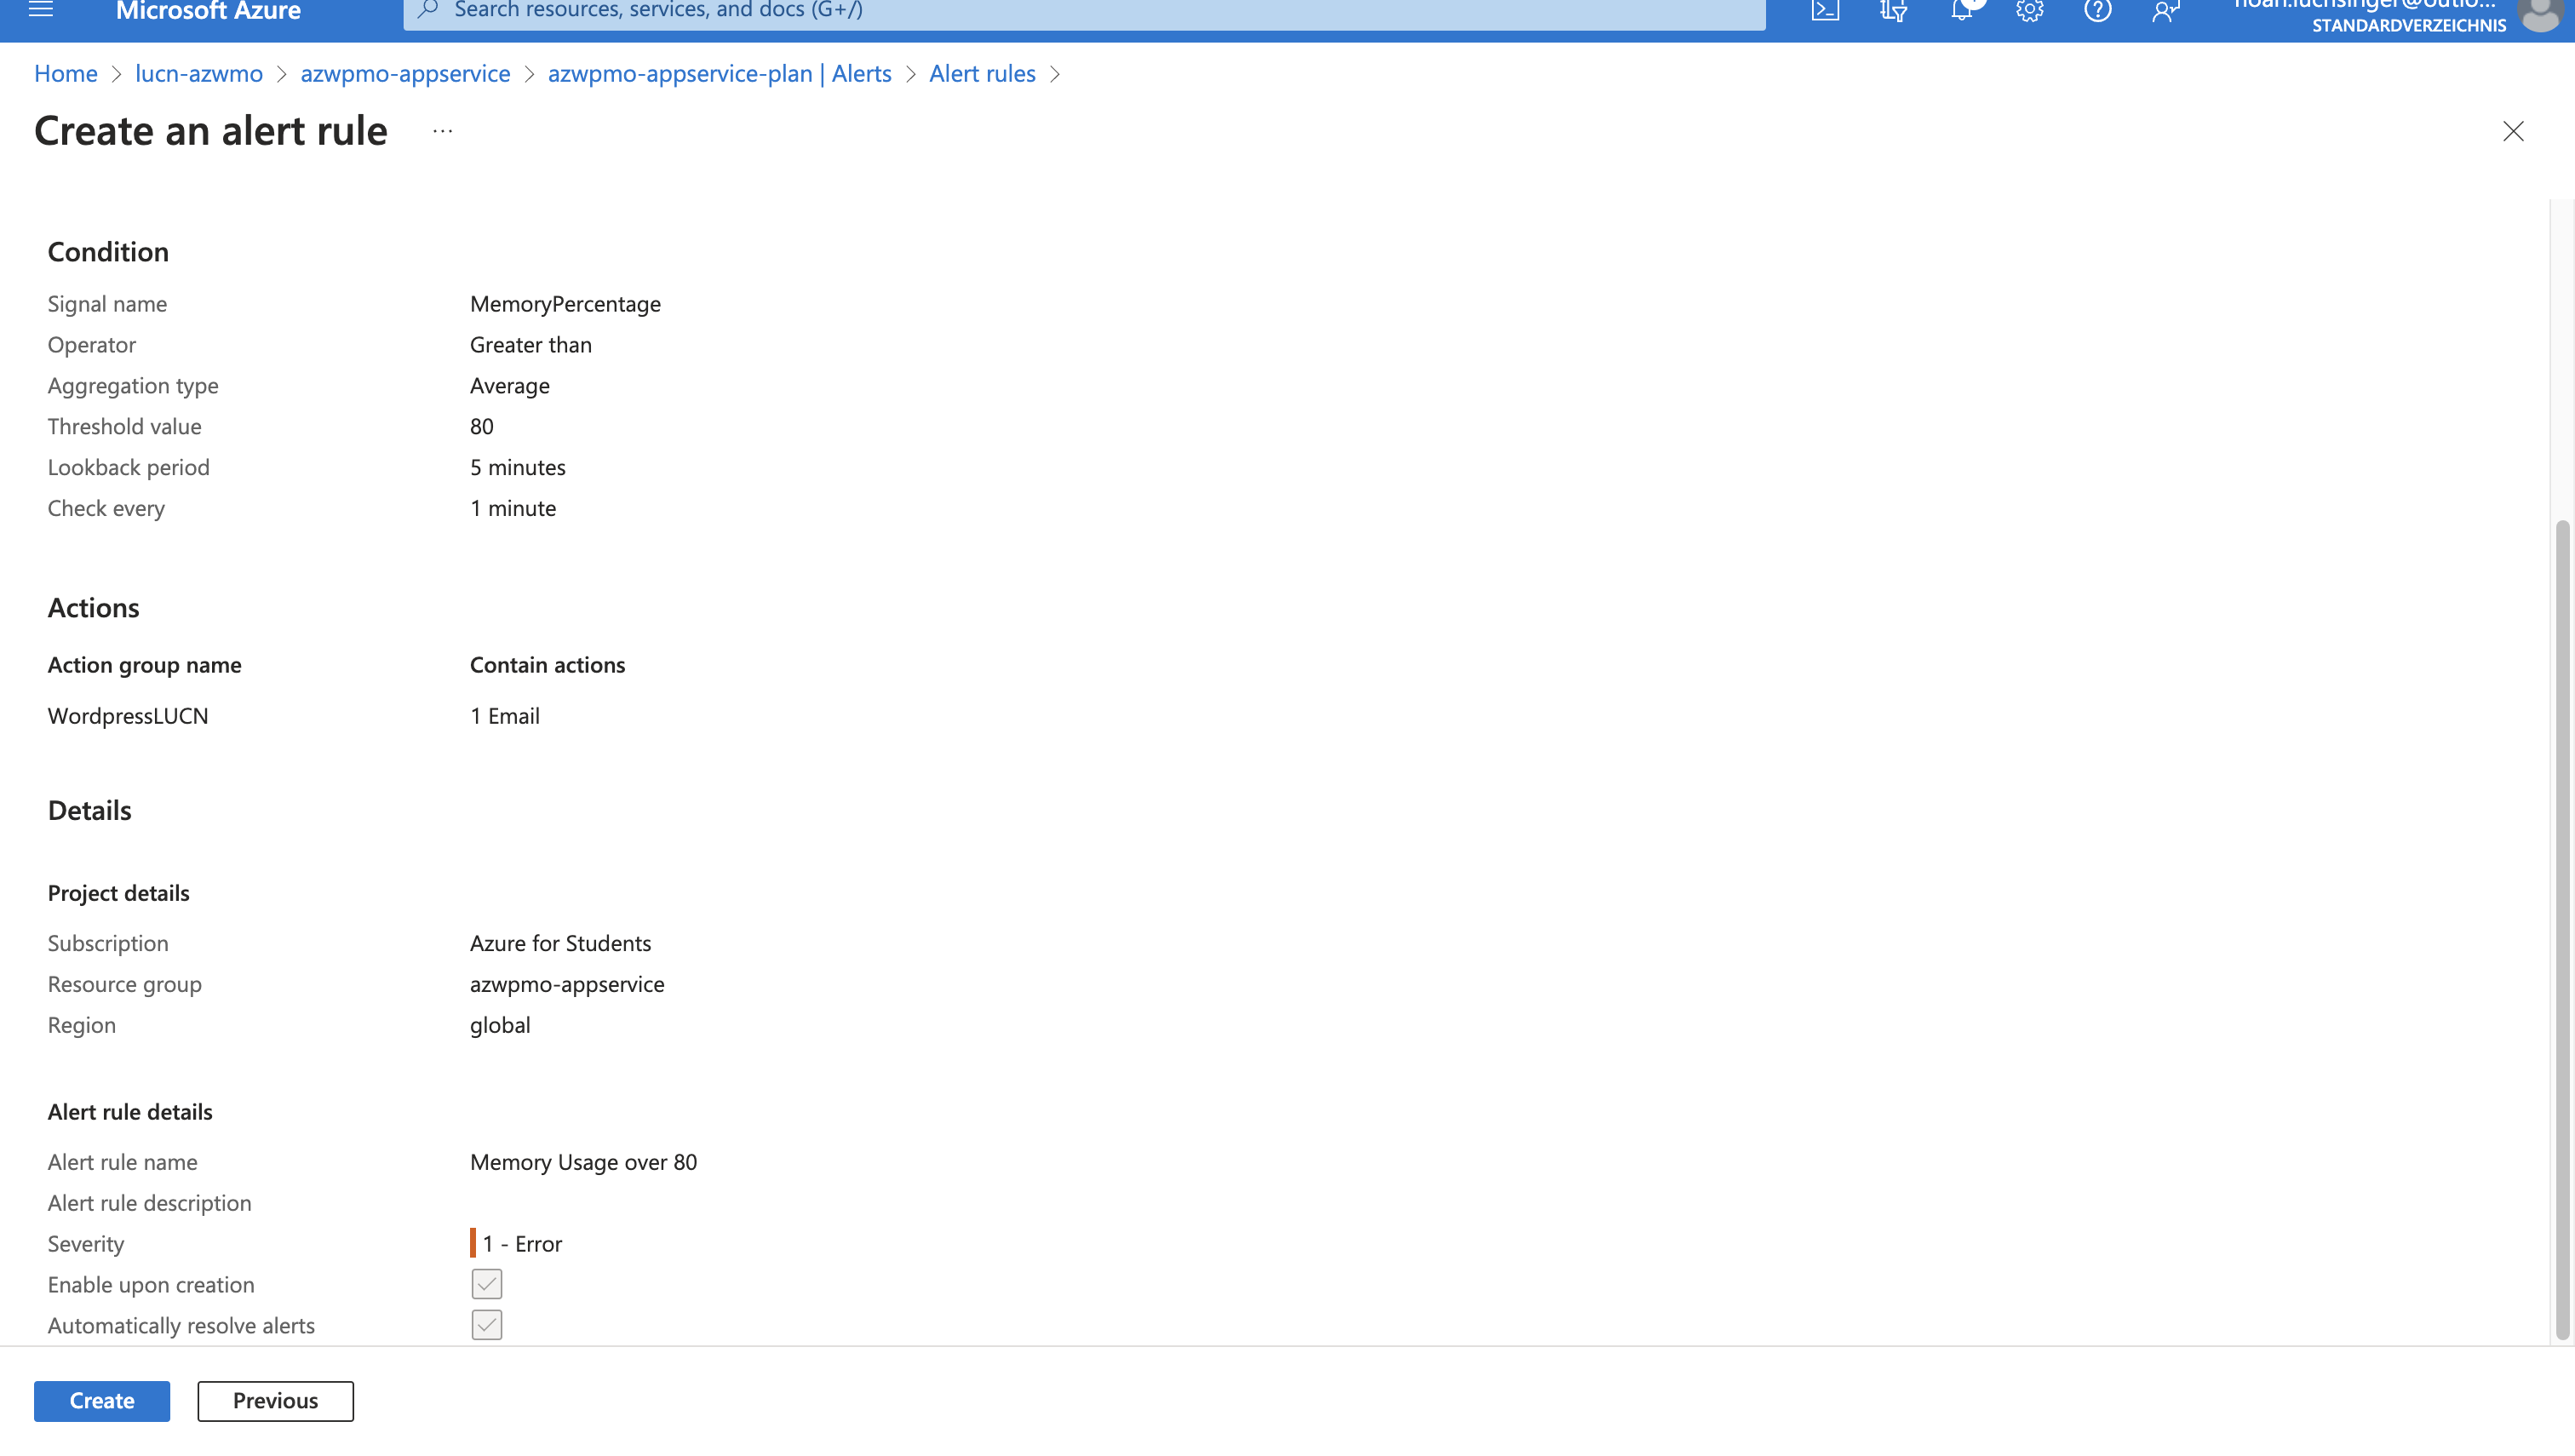 Microsoft Azure
Search resources, services, and docs (G+/)
STANDARDVERZEICHNIS
Home > lucn-azwmo > azwpmo-appservice > azwpmo-appservice-plan | Alerts > Alert rules >
Create an alert rule ...
Condition
Signal name MemoryPercentage
Operator Greater than
Aggregation type Average
Threshold value 80
Lookback period 5 minutes
Check every 1 minute
Actions
Action group name Contain actions
WordpressLUCN 1 Email
Details
Project details
Subscription Azure for Students
Resource group azwpmo-appservice
Region global
Alert rule details
Alert rule name Memory Usage over 80
Alert rule description
Severity 1 - Error
Enable upon creation
Automatically resolve alerts
Create Previous